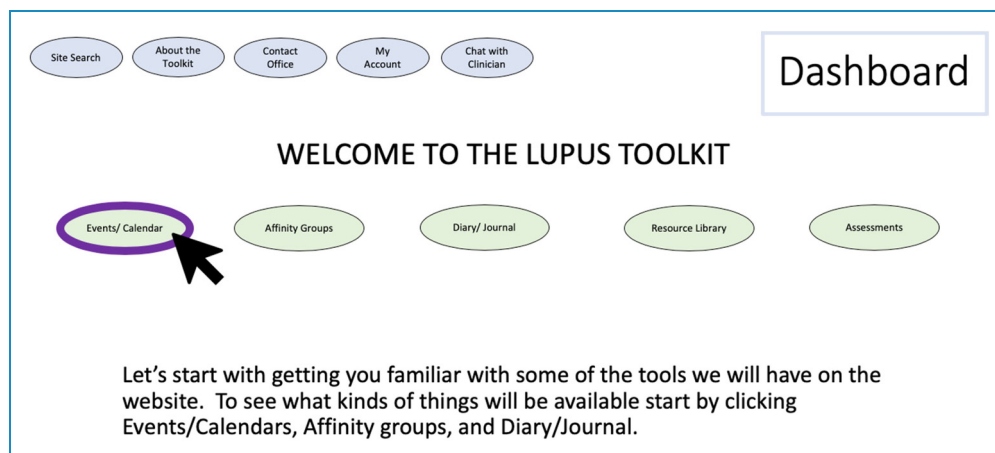 Site Search
About the
Toolkit
Contact
Office
My
Account
Chat with
Clinician
Dashboard
WELCOME TO THE LUPUS TOOLKIT
Events/ Calendar
Affinity Groups
Diary/ Journal
Resource Library
Assessments
Let’s start with getting you familiar with some of the tools we will have on the
website.  To see what kinds of things will be available start by clicking
Events/Calendars, Affinity groups, and Diary/Journal.